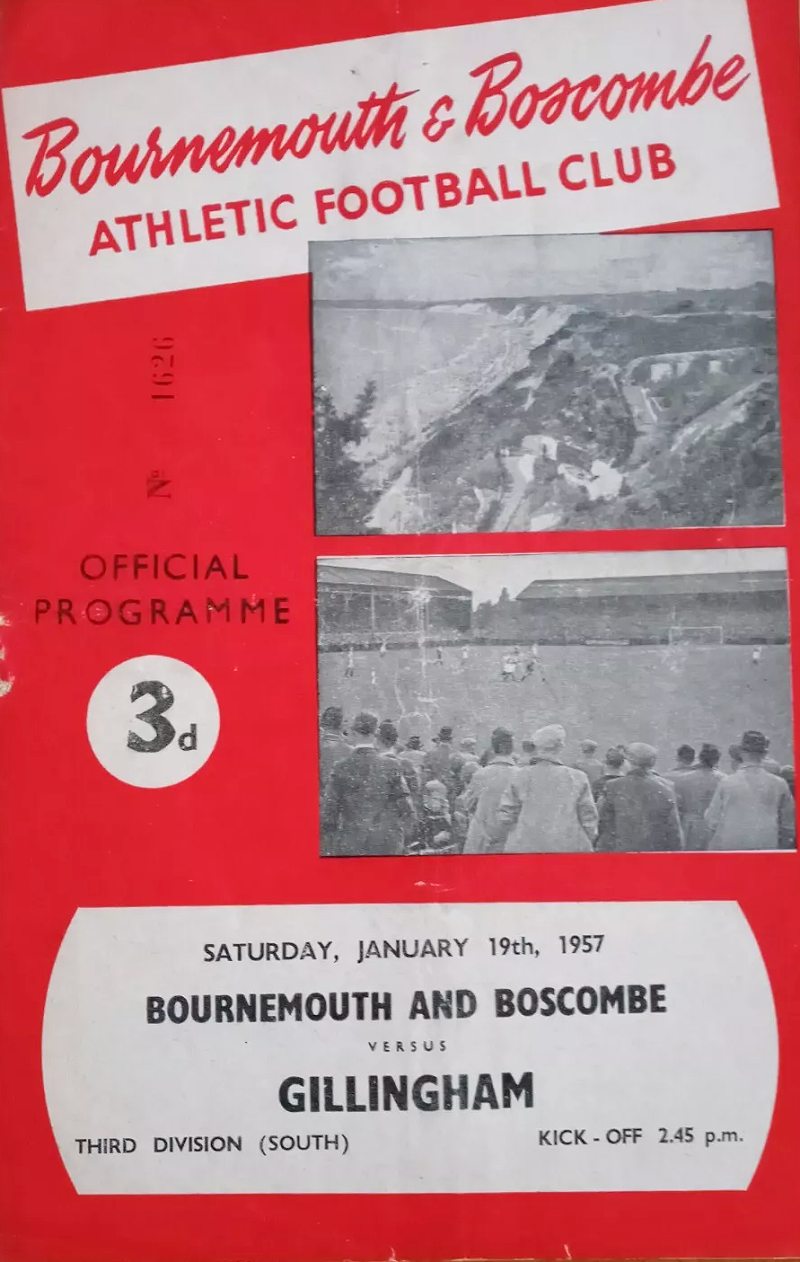 Bournemouth & Boscombe
ATHLETIC FOOTBALL CLUB
No 1626
OFFICIAL
PROGRAMME
3d
SATURDAY, JANUARY 19th, 1957
BOURNEMOUTH AND BOSCOMBE
VERSUS
GILLINGHAM
THIRD DIVISION (SOUTH) KICK-OFF 2.45 p.m.